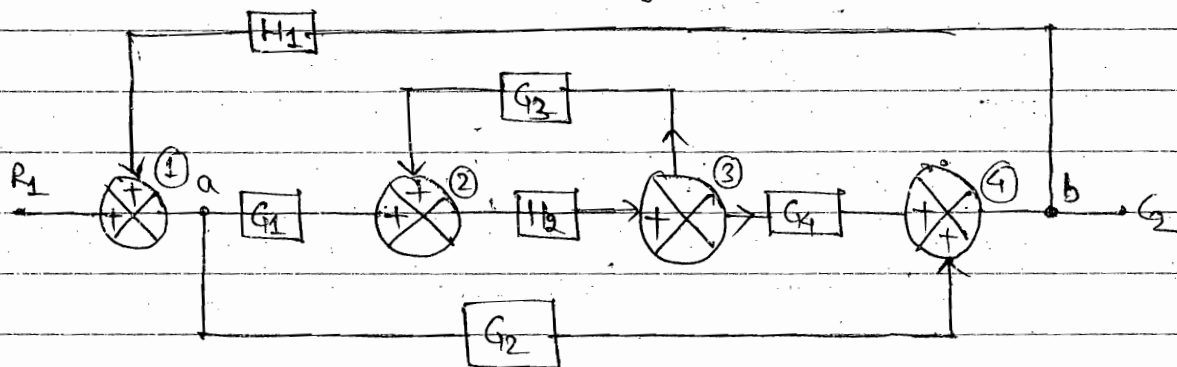 H1
G3
R1 + + ① a G1 + + ② H2 + ③ G4 + + ④ b C2
G2